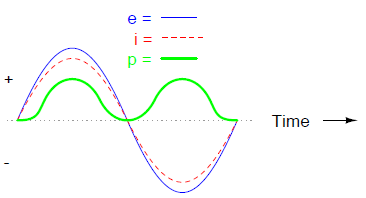 e =
i =
p =
+
Time
-